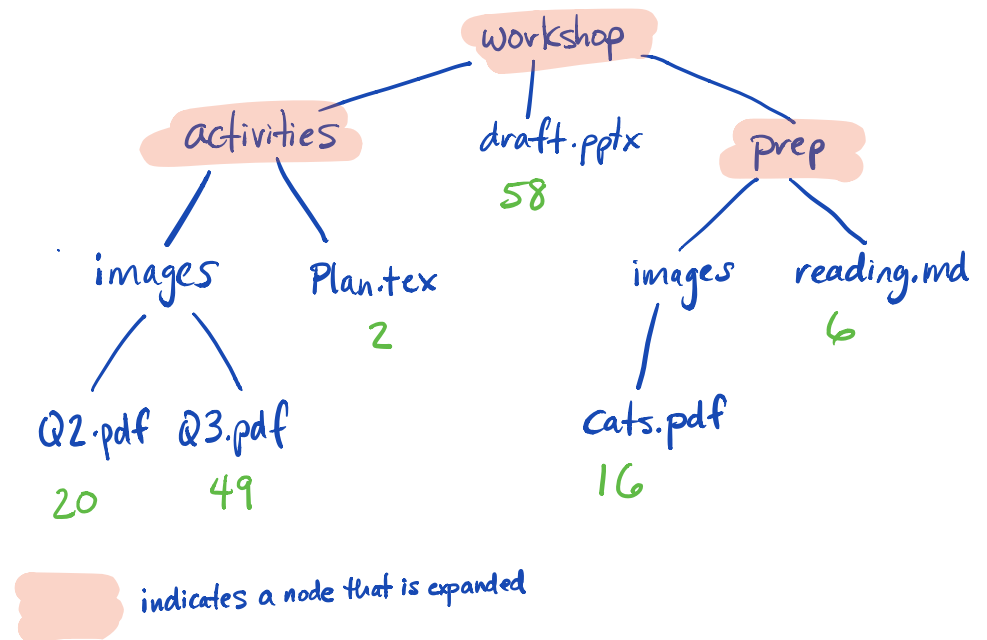 workshop
activities draft.pptx prep
58
images Plan.tex images reading.md
2 6
Q2.pdf Q3.pdf Cats.pdf
20 49 16
indicates a node that is expanded